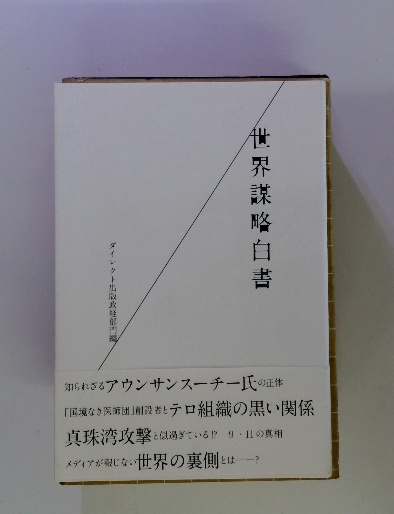 世界謀略白書
ダイレクト出版政経部門編
知られざるアウンサンスーチー氏の正体
「国境なき医師団」創設者とテロ組織の黒い関係
真珠湾攻撃と似過ぎている!? 9・11の真相
メディアが報じない世界の裏側とは――?